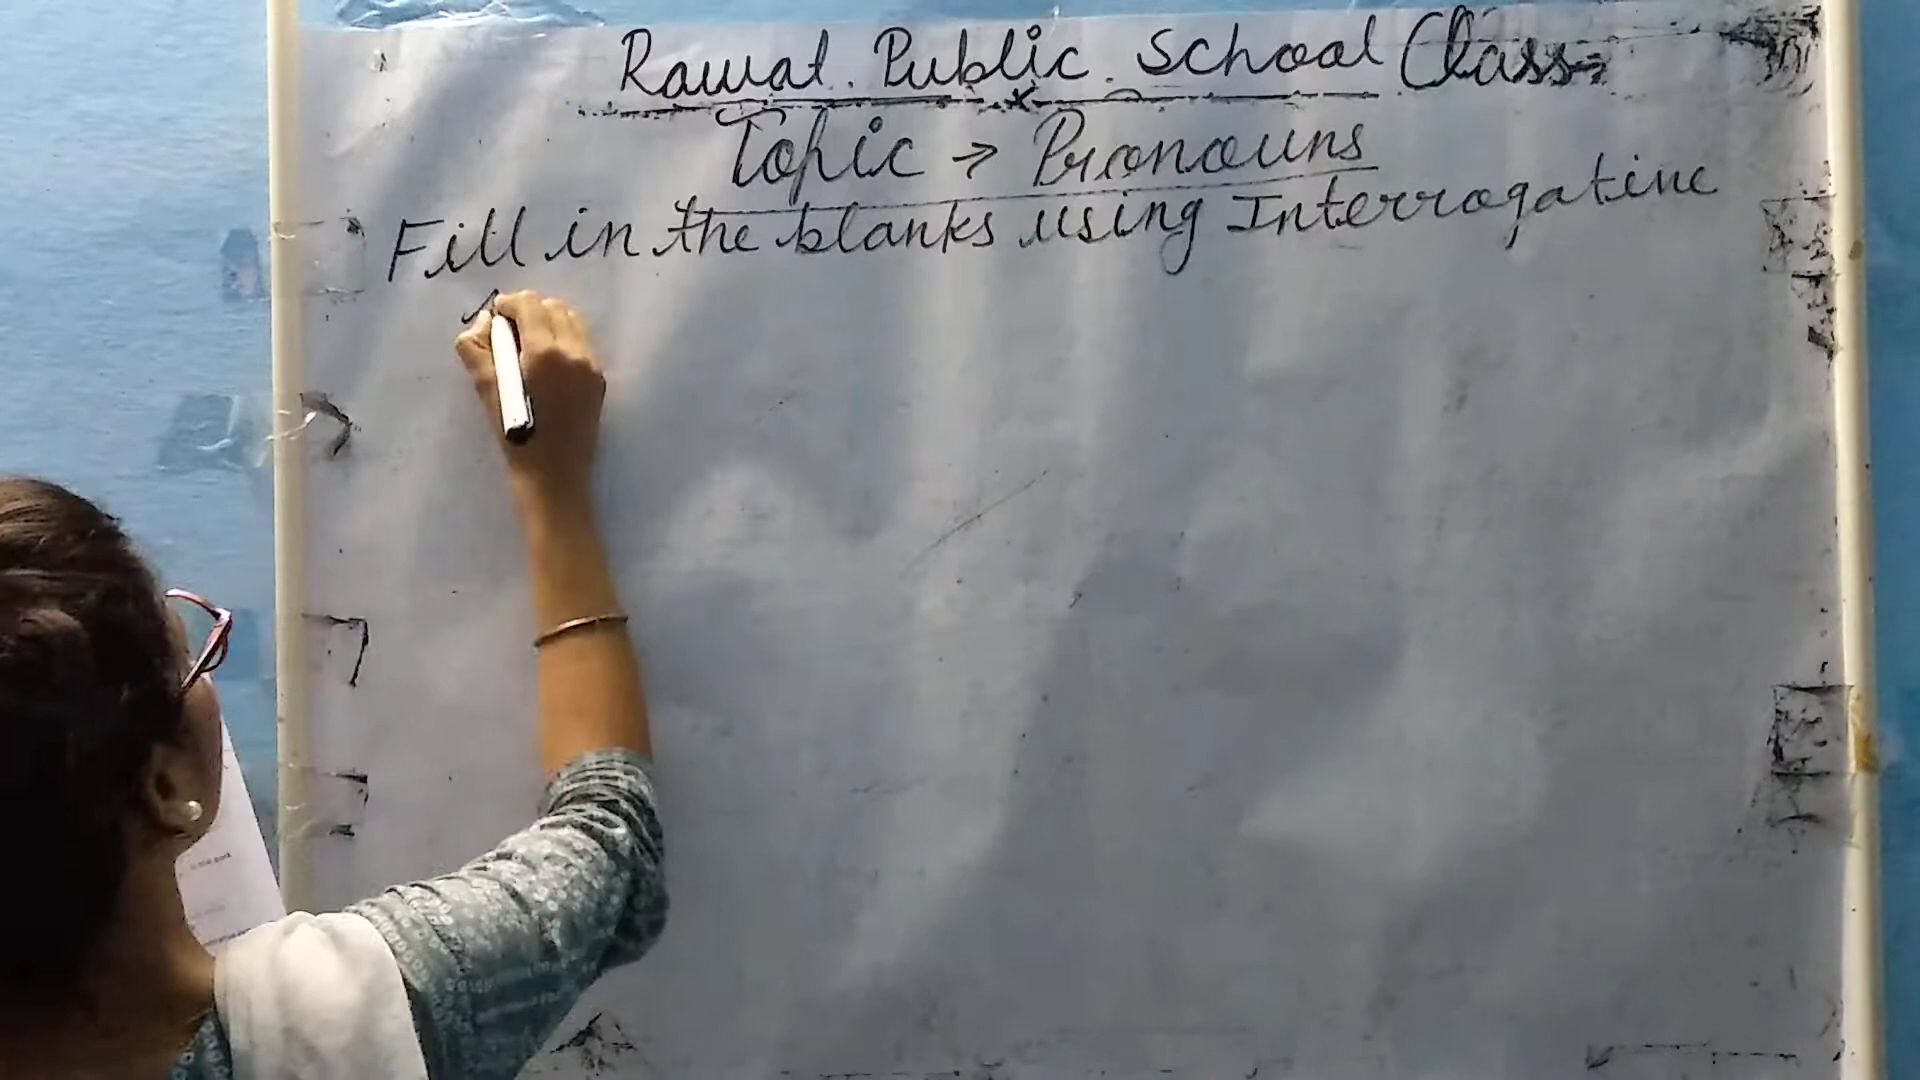 Rawat Public School Class
Topic → Pronouns
Fill in the blanks using Interrogative